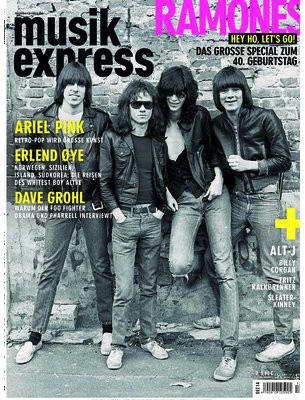 RAMONES
HEY HO, LET'S GO!
DAS GROSSE SPECIAL ZUM
40. GEBURTSTAG
musik
express
ARIEL PINK
RETRO-POP WIRD GROSSE KUNST
ERLEND ØYE
NORWEGEN, SIZILIEN,
ISLAND, SÜDKOREA: DIE REISEN
DES WHITEST BOY ALIVE
DAVE GROHL
WARUM DER FOO FIGHTER
OBAMA UND PHARRELL INTERVIEWT
+
ALT-J
BILLY
CORGAN
FRITZ
KALKBRENNER
SLEATER-
KINNEY